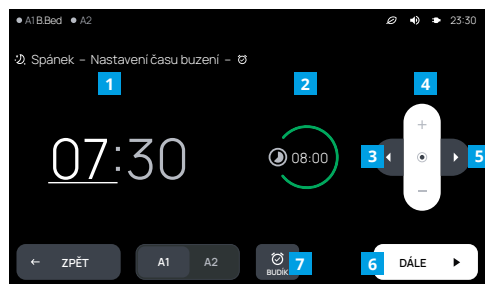 A1 B.Bed A2 23:30
Spánek – Nastavení času buzení –
1 2 4
07:30 08:00 3 + – 5
ZPĚT A1 A2 BUDÍK 7 6 DÁLE